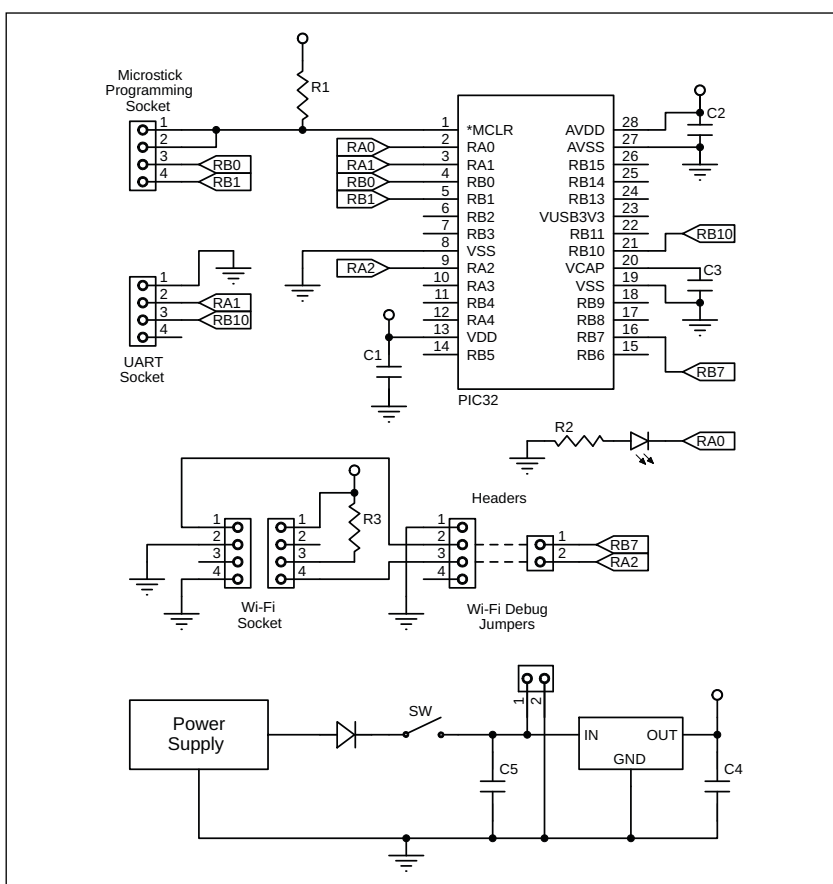 Microstick
Programming
Socket
1
2
3
4
RB0
RB1
R1
RA0
RA1
RB0
RB1
RA2
1
2
3
4
5
6
7
8
9
10
11
12
13
14
*MCLR
RA0
RA1
RB0
RB1
RB2
RB3
VSS
RA2
RA3
RB4
RA4
VDD
RB5
AVDD
AVSS
RB15
RB14
RB13
VUSB3V3
RB11
RB10
VCAP
VSS
RB9
RB8
RB7
RB6
28
27
26
25
24
23
22
21
20
19
18
17
16
15
PIC32
C2
RB10
C3
RB7
1
2
3
4
RA1
RB10
UART
Socket
C1
R2
RA0
1
2
3
4
1
2
3
4
R3
Wi-Fi
Socket
Headers
1
2
3
4
1
2
RB7
RA2
Wi-Fi Debug
Jumpers
Power
Supply
SW
1
2
C5
IN
OUT
GND
C4